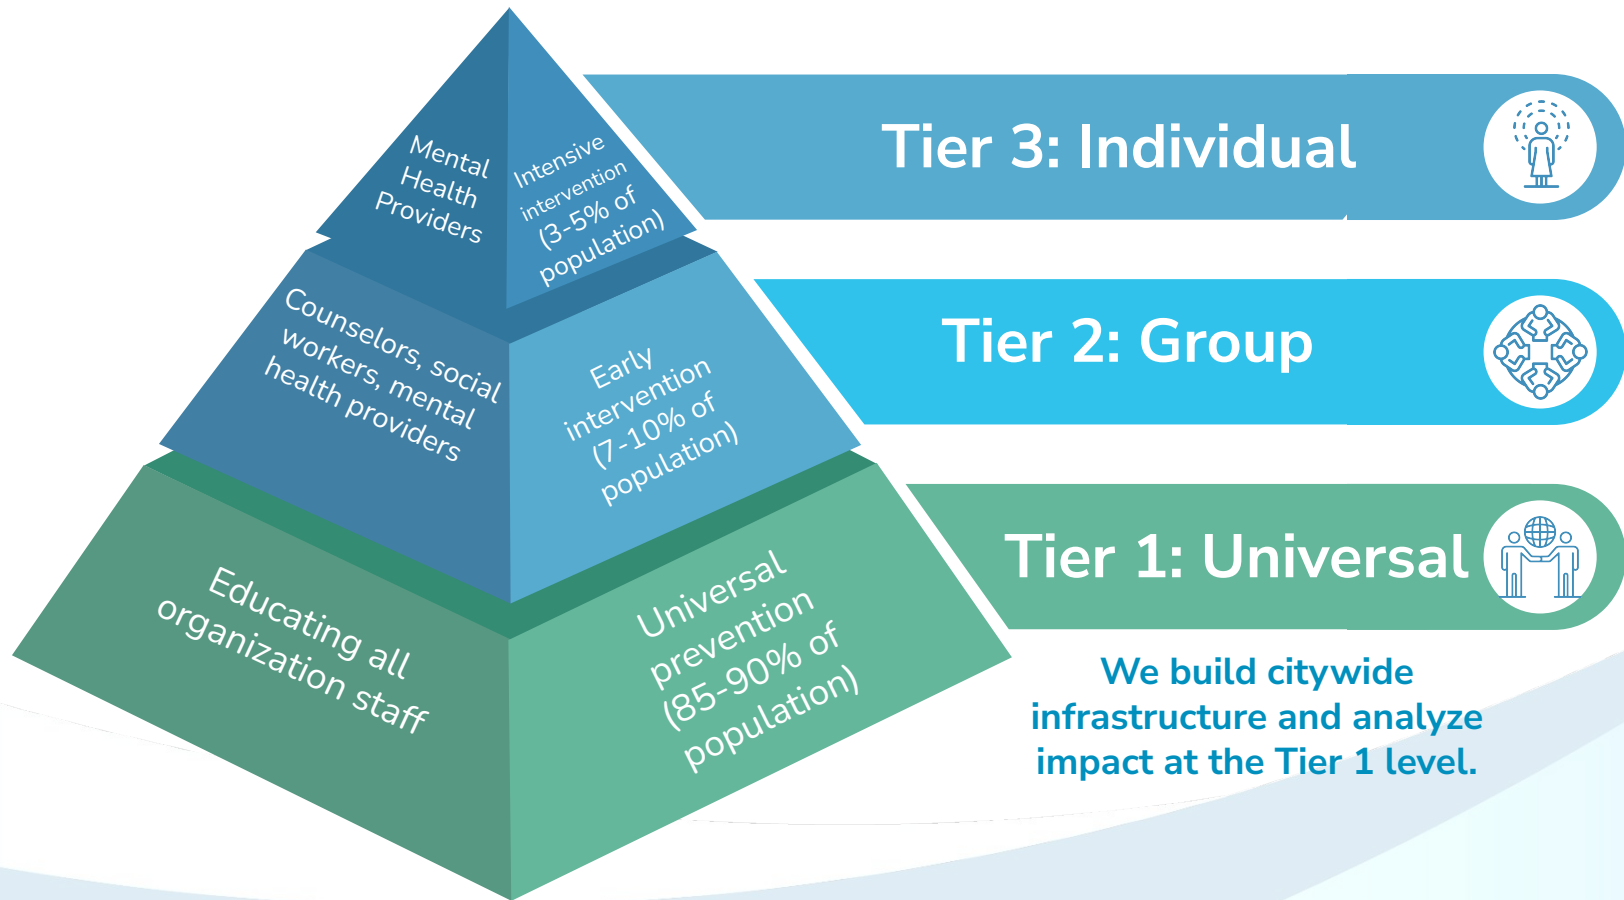 Mental
Health
Providers
Intensive
intervention
(3-5% of
population)
Tier 3: Individual
Counselors, social
workers, mental
health providers
Early
intervention
(7-10% of
population)
Tier 2: Group
Educating all
organization staff
Universal
prevention
(85-90% of
population)
Tier 1: Universal
We build citywide
infrastructure and analyze
impact at the Tier 1 level.